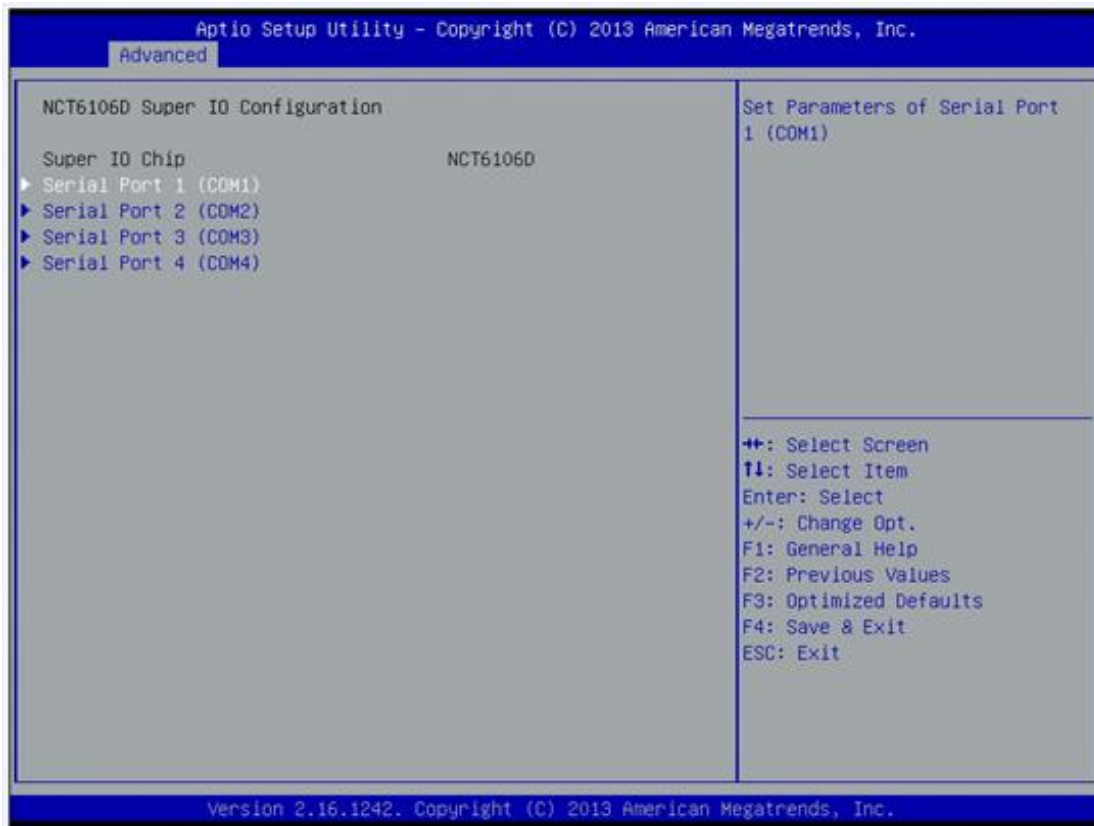 Aptio Setup Utility – Copyright (C) 2013 American Megatrends, Inc.
Advanced
NCT6106D Super IO Configuration
Super IO Chip NCT6106D
Serial Port 1 (COM1)
Serial Port 2 (COM2)
Serial Port 3 (COM3)
Serial Port 4 (COM4)
Set Parameters of Serial Port
1 (COM1)
→←: Select Screen
↑↓: Select Item
Enter: Select
+/-: Change Opt.
F1: General Help
F2: Previous Values
F3: Optimized Defaults
F4: Save & Exit
ESC: Exit
Version 2.16.1242. Copyright (C) 2013 American Megatrends, Inc.